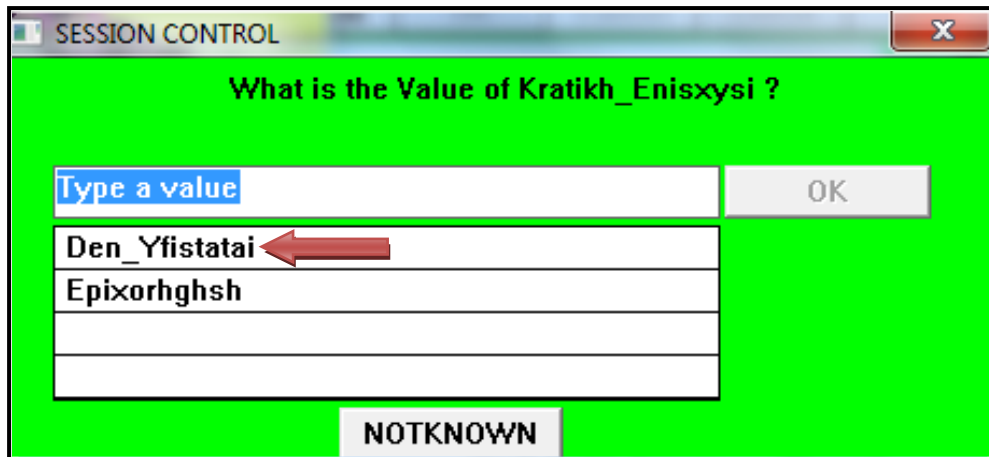 SESSION CONTROL
What is the Value of Kratikh_Enisxysi ?
Type a value
OK
Den_Yfistatai
Epixorhghsh
NOTKNOWN